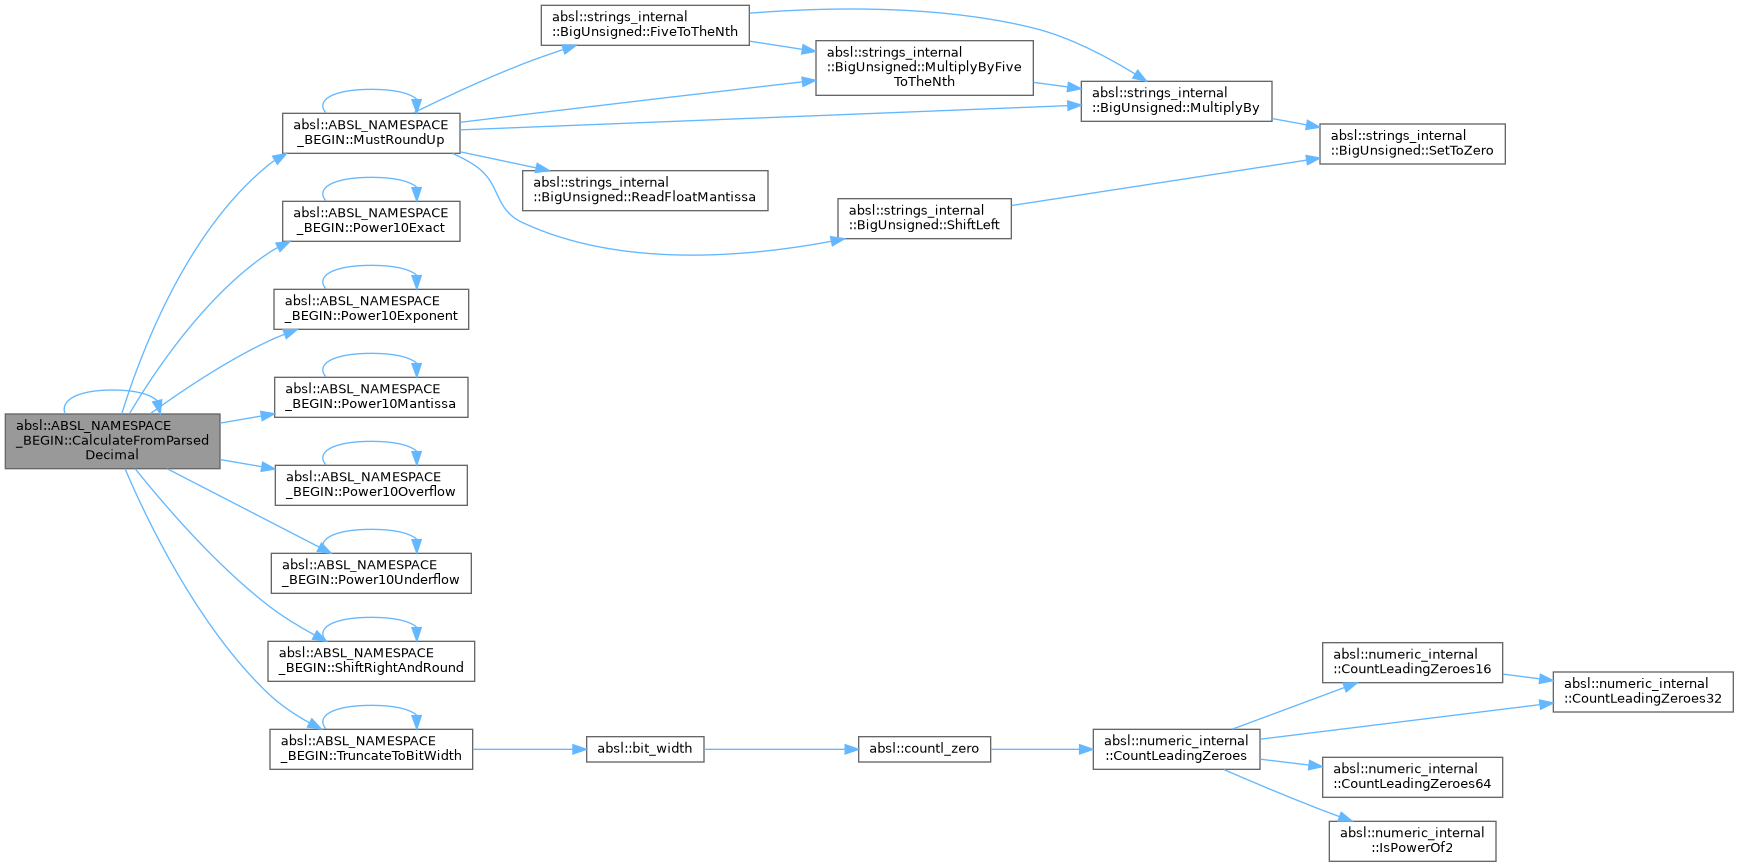 absl::strings_internal
::BigUnsigned::FiveToTheNth
absl::strings_internal
::BigUnsigned::MultiplyByFive
ToTheNth
absl::strings_internal
::BigUnsigned::MultiplyBy
absl::ABSL_NAMESPACE
_BEGIN::MustRoundUp
absl::strings_internal
::BigUnsigned::SetToZero
absl::strings_internal
::BigUnsigned::ReadFloatMantissa
absl::strings_internal
::BigUnsigned::ShiftLeft
absl::ABSL_NAMESPACE
_BEGIN::Power10Exact
absl::ABSL_NAMESPACE
_BEGIN::Power10Exponent
absl::ABSL_NAMESPACE
_BEGIN::Power10Mantissa
absl::ABSL_NAMESPACE
_BEGIN::CalculateFromParsed
Decimal
absl::ABSL_NAMESPACE
_BEGIN::Power10Overflow
absl::ABSL_NAMESPACE
_BEGIN::Power10Underflow
absl::ABSL_NAMESPACE
_BEGIN::ShiftRightAndRound
absl::ABSL_NAMESPACE
_BEGIN::TruncateToBitWidth
absl::bit_width
absl::countl_zero
absl::numeric_internal
::CountLeadingZeroes
absl::numeric_internal
::CountLeadingZeroes16
absl::numeric_internal
::CountLeadingZeroes32
absl::numeric_internal
::CountLeadingZeroes64
absl::numeric_internal
::IsPowerOf2